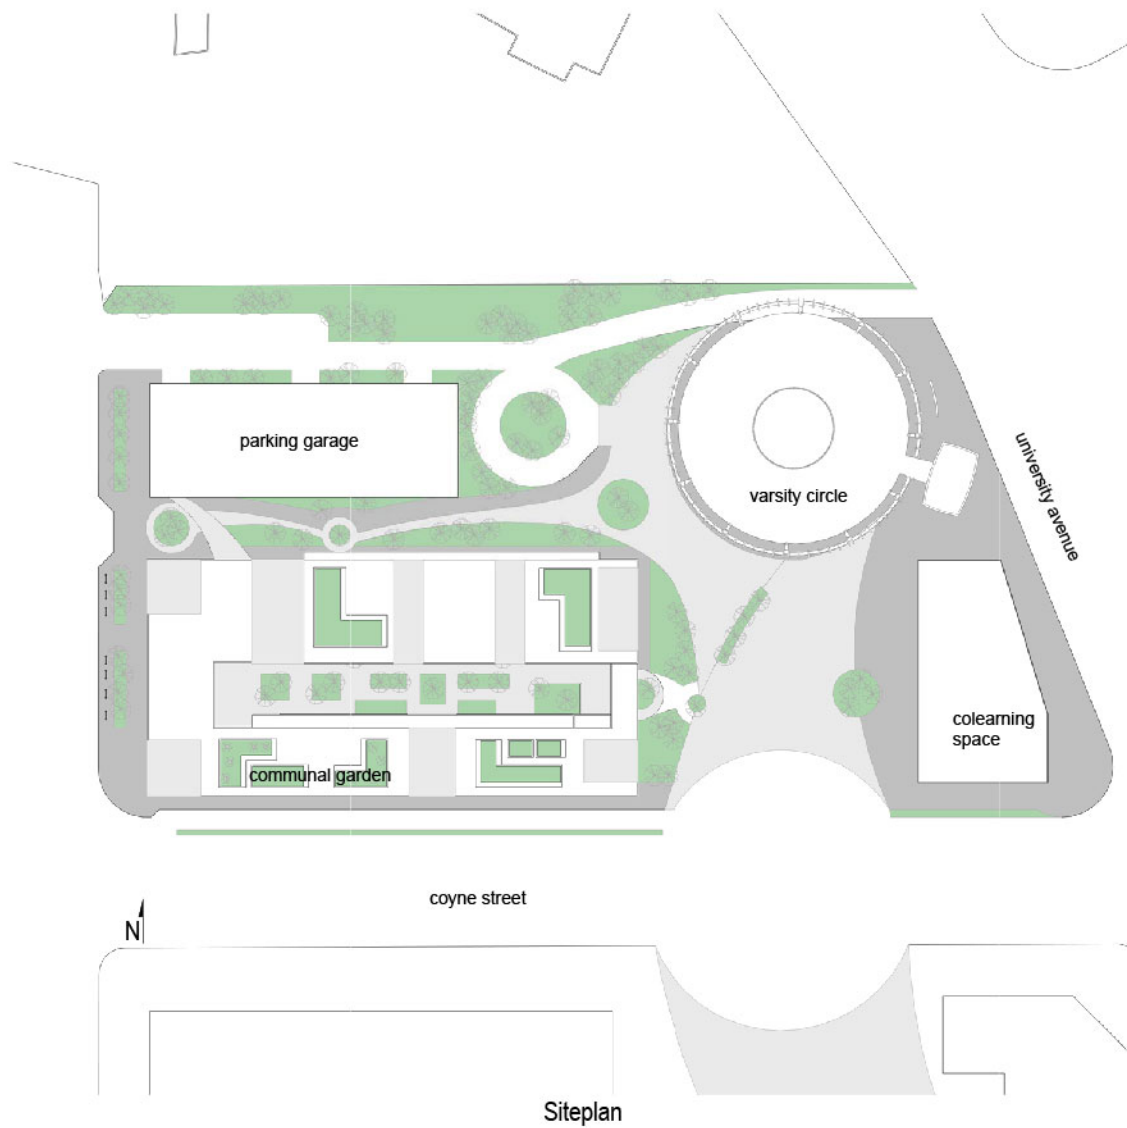 parking garage
varsity circle
university avenue
colearning
space
communal garden
coyne street
N
Siteplan